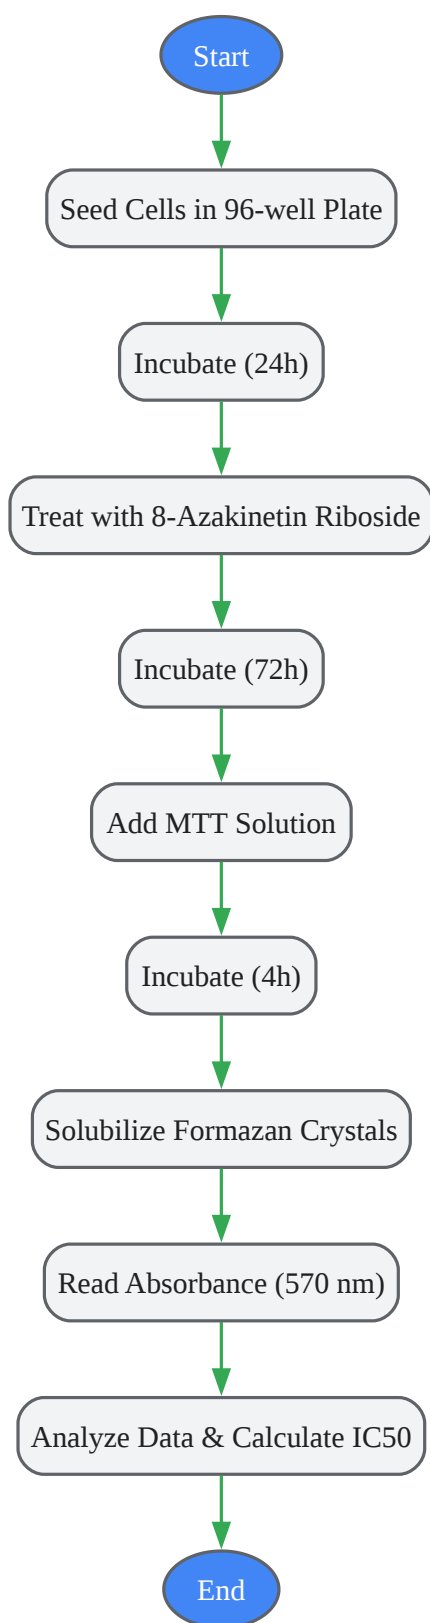 Start
Seed Cells in 96-well Plate
Incubate (24h)
Treat with 8-Azakinetin Riboside
Incubate (72h)
Add MTT Solution
Incubate (4h)
Solubilize Formazan Crystals
Read Absorbance (570 nm)
Analyze Data & Calculate IC50
End